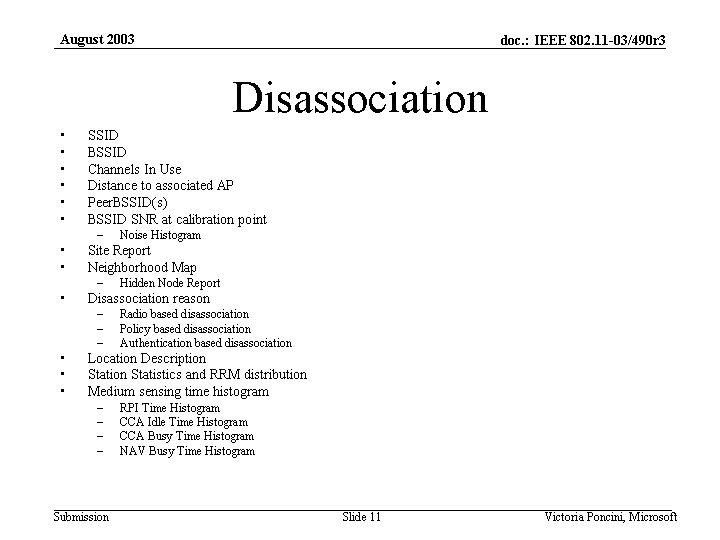 August 2003
doc.: IEEE 802.11-03/490r3
Disassociation
• SSID
• BSSID
• Channels In Use
• Distance to associated AP
• PeerBSSID(s)
• BSSID SNR at calibration point
– Noise Histogram
• Site Report
• Neighborhood Map
– Hidden Node Report
• Disassociation reason
– Radio based disassociation
– Policy based disassociation
– Authentication based disassociation
• Location Description
• Station Statistics and RRM distribution
• Medium sensing time histogram
– RPI Time Histogram
– CCA Idle Time Histogram
– CCA Busy Time Histogram
– NAV Busy Time Histogram
Submission
Slide 11
Victoria Poncini, Microsoft